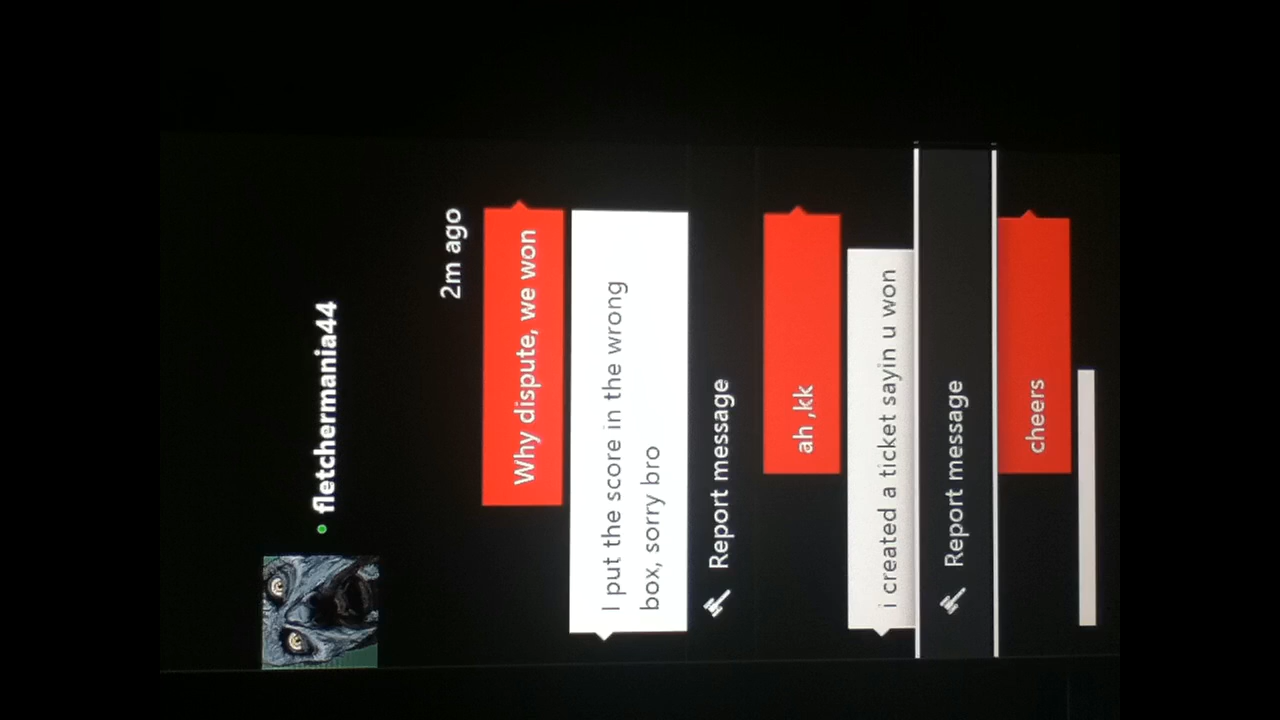 fletchermania44
2m ago
Why dispute, we won
I put the score in the wrong
box, sorry bro
Report message
ah ,kk
i created a ticket sayin u won
Report message
cheers